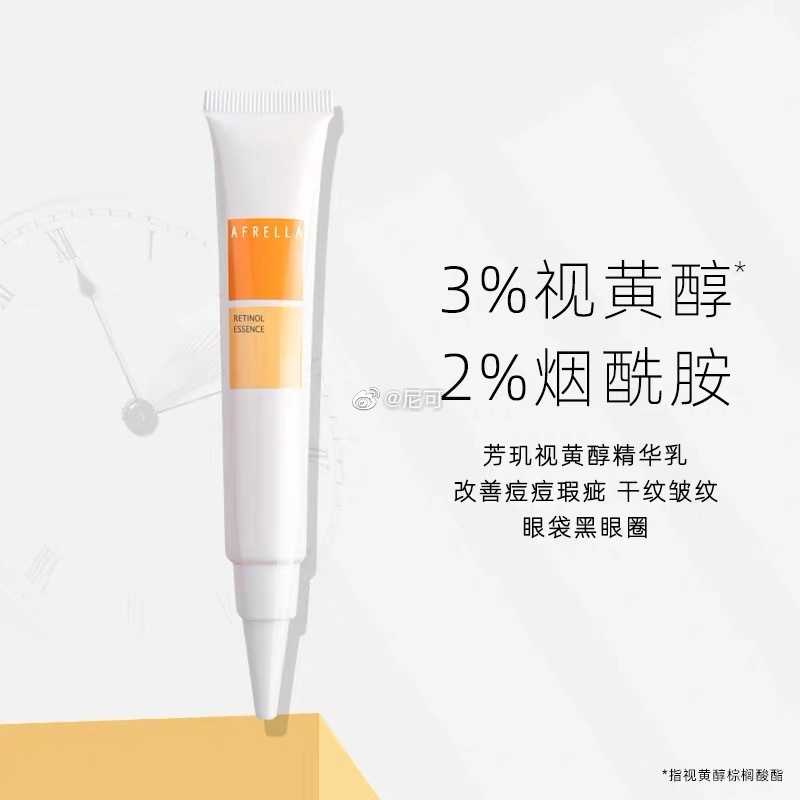 AFRELLA
RETINOL
ESSENCE
@尼可
3%视黄醇*
2%烟酰胺
芳玑视黄醇精华乳
改善痘痘瑕疵 干纹皱纹
眼袋黑眼圈
*指视黄醇棕榈酸酯